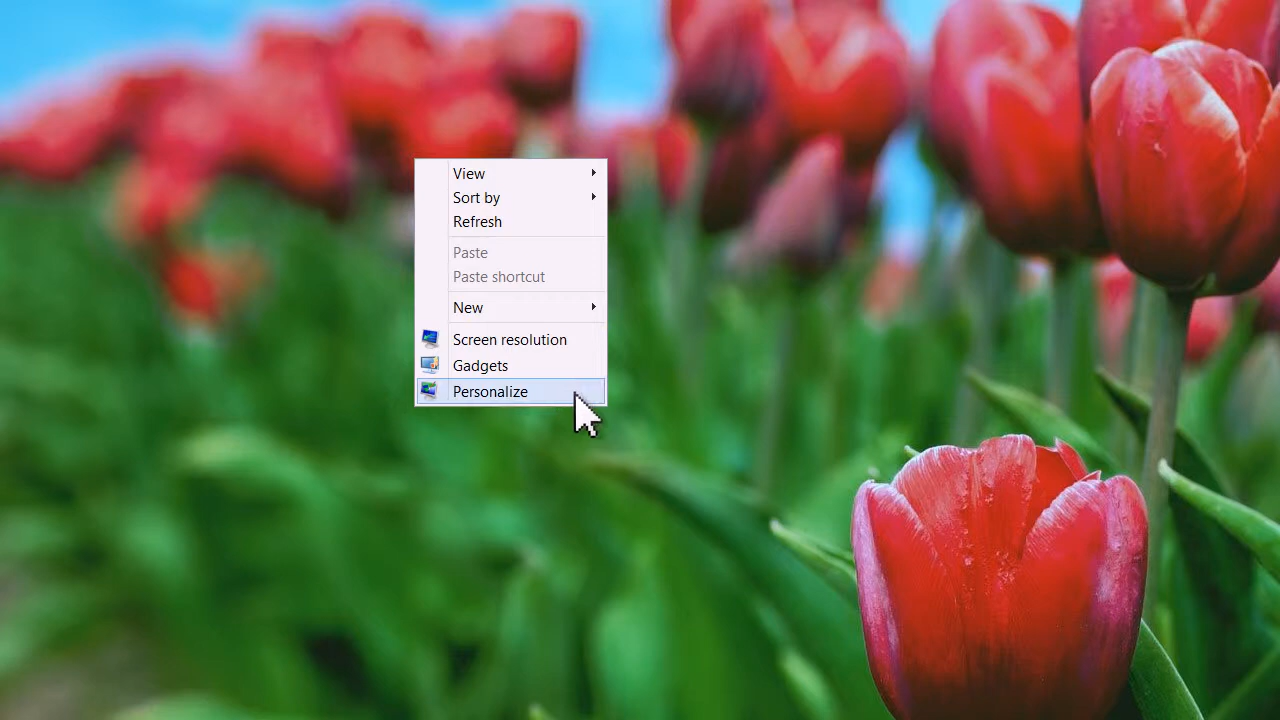 View
Sort by
Refresh
Paste
Paste shortcut
New
Screen resolution
Gadgets
Personalize